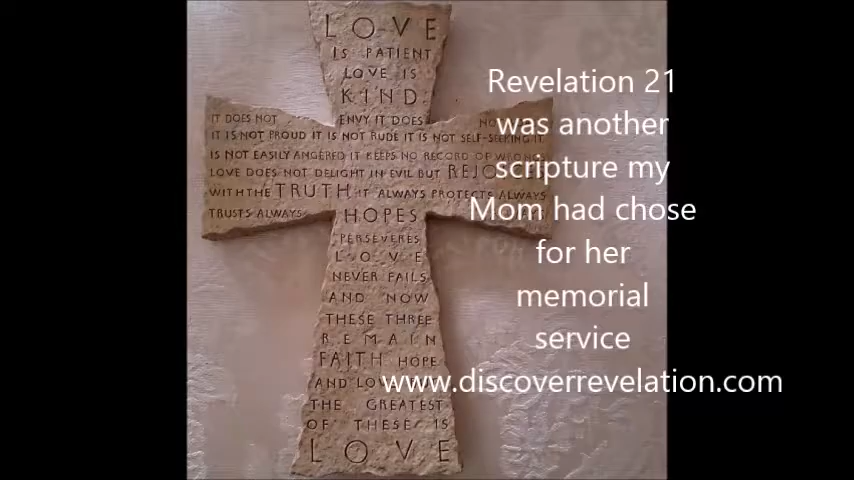 LOVE
IS PATIENT
LOVE IS
KIND
IT DOES NOT ENVY IT DOES
IT IS NOT PROUD IT IS NOT RUDE IT IS NOT SELF-SEEKING IT
IS NOT EASILY ANGERED IT KEEPS NO RECORD OF
LOVE DOES NOT DELIGHT IN EVIL BUT
WITH THE TRUTH IT ALWAYS PROTECTS ALWAYS
TRUSTS ALWAYS HOPES
PERSEVERES
LOVE
NEVER FAILS
AND NOW
THESE THREE
REMAIN
FAITH HOPE
AND
THE GREATEST
OF THESE IS
LOVE
Revelation 21
was another
scripture my
Mom had chose
for her
memorial
service
www.discoverrevelation.com